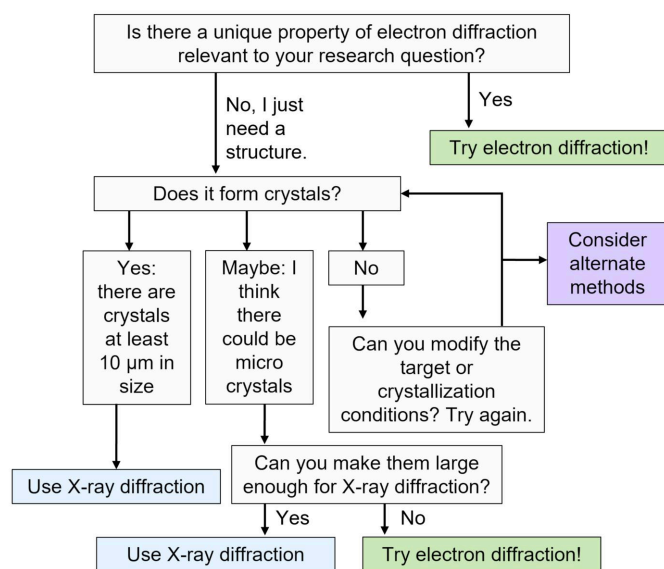 Is there a unique property of electron diffraction
relevant to your research question?
No, I just
need a
structure.
Yes
Try electron diffraction!
Does it form crystals?
Yes:
there are
crystals
at least
10 µm in
size
Maybe: I
think
there
could be
micro
crystals
No
Consider
alternate
methods
Can you modify the
target or
crystallization
conditions? Try again.
Use X-ray diffraction
Can you make them large
enough for X-ray diffraction?
Yes
No
Use X-ray diffraction
Try electron diffraction!